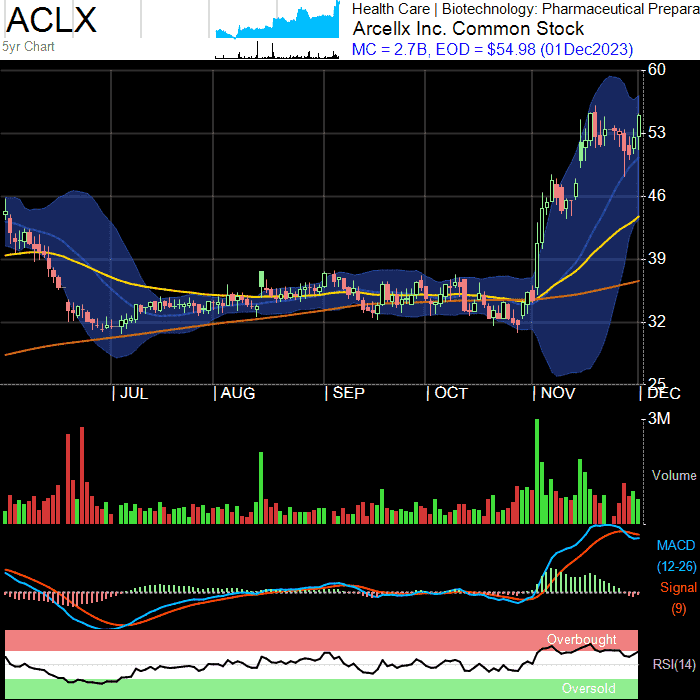 ACLX
5yr Chart
Health Care | Biotechnology: Pharmaceutical Prepara
Arcellx Inc. Common Stock
MC = 2.7B, EOD = $54.98 (01Dec2023)
60
53
46
39
32
25
JUL
AUG
SEP
OCT
NOV
DEC
3M
Volume
MACD
(12-26)
Signal
(9)
Overbought
RSI(14)
Oversold